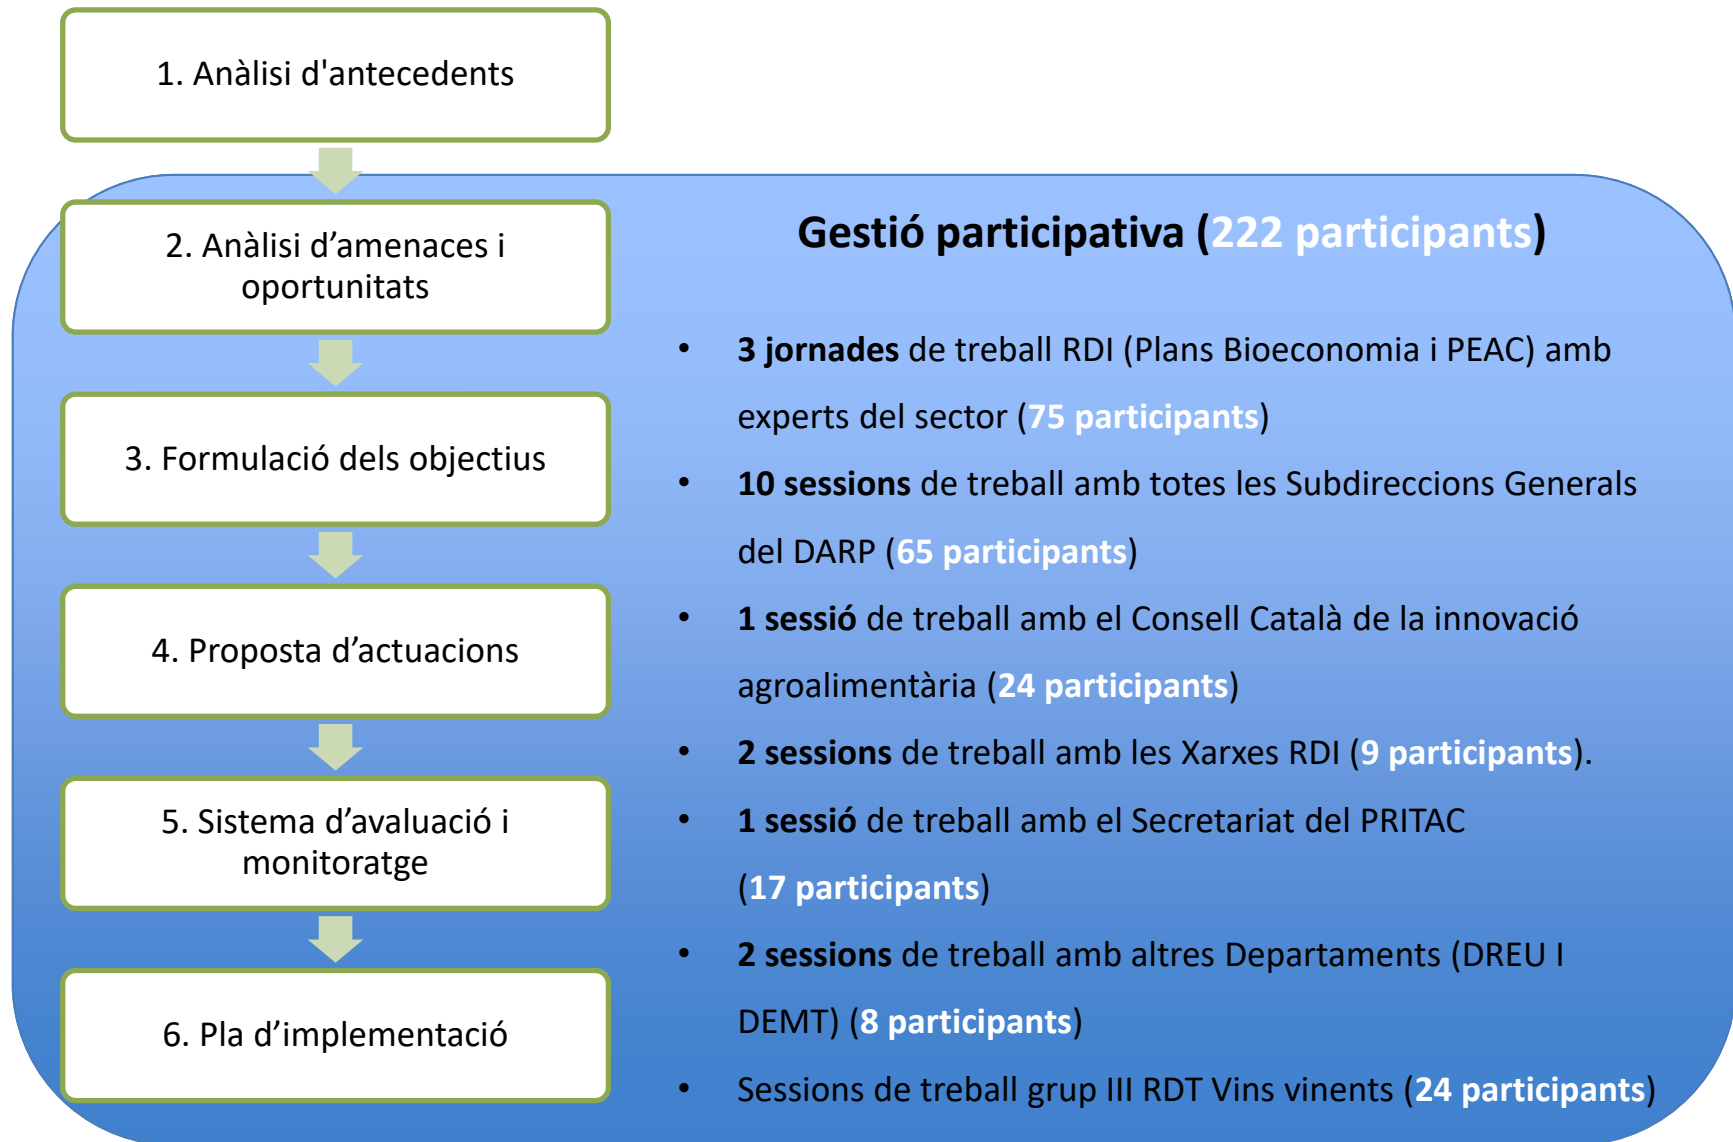 1. Anàlisi d'antecedents
2. Anàlisi d’amenaces i
oportunitats
3. Formulació dels objectius
4. Proposta d’actuacions
5. Sistema d’avaluació i
monitoratge
6. Pla d’implementació
Gestió participativa (222 participants)
• 3 jornades de treball RDI (Plans Bioeconomia i PEAC) amb
experts del sector (75 participants)
• 10 sessions de treball amb totes les Subdireccions Generals
del DARP (65 participants)
• 1 sessió de treball amb el Consell Català de la innovació
agroalimentària (24 participants)
• 2 sessions de treball amb les Xarxes RDI (9 participants).
• 1 sessió de treball amb el Secretariat del PRITAC
(17 participants)
• 2 sessions de treball amb altres Departaments (DREU I
DEMT) (8 participants)
• Sessions de treball grup III RDT Vins vinents (24 participants)